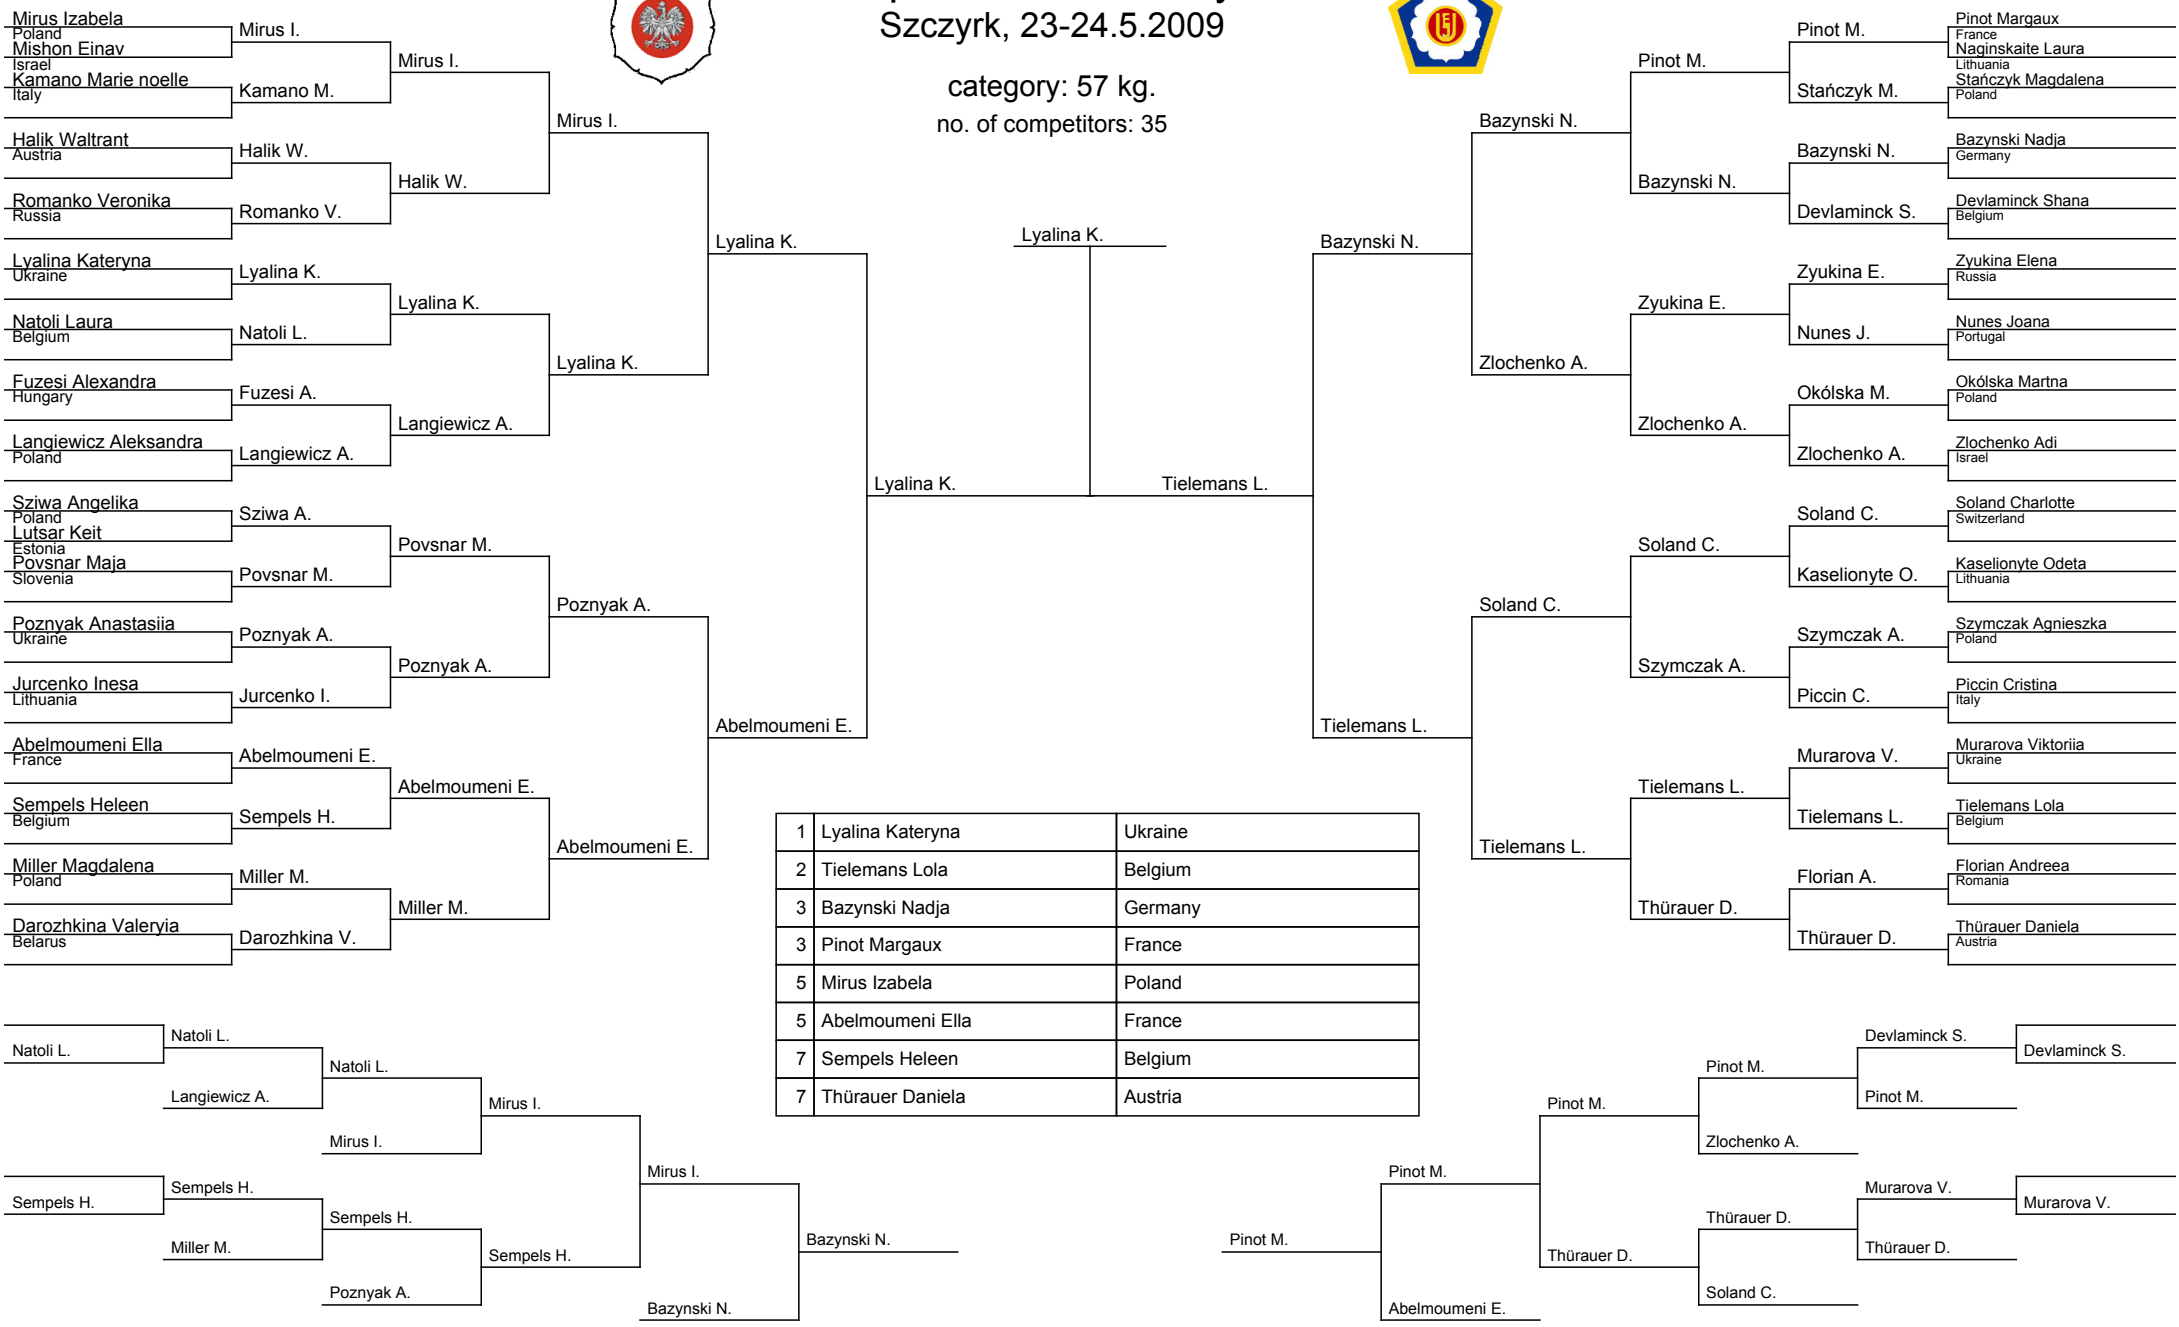 Szczyrk, 23-24.5.2009
category: 57 kg.
no. of competitors: 35
Mirus Izabela
Poland
Mishon Einav
Israel
Kamano Marie noelle
Italy
Halik Waltrant
Austria
Romanko Veronika
Russia
Lyalina Kateryna
Ukraine
Natoli Laura
Belgium
Fuzesi Alexandra
Hungary
Langiewicz Aleksandra
Poland
Sziwa Angelika
Poland
Lutsar Keit
Estonia
Povsnar Maja
Slovenia
Poznyak Anastasiia
Ukraine
Jurcenko Inesa
Lithuania
Abelmoumeni Ella
France
Sempels Heleen
Belgium
Miller Magdalena
Poland
Darozhkina Valeryia
Belarus
Mirus I.
Kamano M.
Halik W.
Romanko V.
Lyalina K.
Natoli L.
Fuzesi A.
Langiewicz A.
Sziwa A.
Povsnar M.
Poznyak A.
Jurcenko I.
Abelmoumeni E.
Sempels H.
Miller M.
Darozhkina V.
Mirus I.
Halik W.
Lyalina K.
Langiewicz A.
Povsnar M.
Poznyak A.
Abelmoumeni E.
Miller M.
Mirus I.
Lyalina K.
Poznyak A.
Abelmoumeni E.
Lyalina K.
Abelmoumeni E.
Lyalina K.
Lyalina K.
Tielemans L.
Bazynski N.
Tielemans L.
Bazynski N.
Zlochenko A.
Soland C.
Tielemans L.
Pinot M.
Bazynski N.
Zyukina E.
Zlochenko A.
Soland C.
Szymczak A.
Tielemans L.
Thürauer D.
Pinot M.
Stańczyk M.
Bazynski N.
Devlaminck S.
Zyukina E.
Nunes J.
Okólska M.
Zlochenko A.
Soland C.
Kaselionyte O.
Szymczak A.
Piccin C.
Murarova V.
Tielemans L.
Florian A.
Thürauer D.
Pinot Margaux
France
Naginskaite Laura
Lithuania
Stańczyk Magdalena
Poland
Bazynski Nadja
Germany
Devlaminck Shana
Belgium
Zyukina Elena
Russia
Nunes Joana
Portugal
Okólska Martna
Poland
Zlochenko Adi
Israel
Soland Charlotte
Switzerland
Kaselionyte Odeta
Lithuania
Szymczak Agnieszka
Poland
Piccin Cristina
Italy
Murarova Viktoriia
Ukraine
Tielemans Lola
Belgium
Florian Andreea
Romania
Thürauer Daniela
Austria
1 Lyalina Kateryna Ukraine
2 Tielemans Lola Belgium
3 Bazynski Nadja Germany
3 Pinot Margaux France
5 Mirus Izabela Poland
5 Abelmoumeni Ella France
7 Sempels Heleen Belgium
7 Thürauer Daniela Austria
Natoli L.
Sempels H.
Natoli L.
Langiewicz A.
Sempels H.
Miller M.
Natoli L.
Mirus I.
Sempels H.
Poznyak A.
Mirus I.
Sempels H.
Mirus I.
Bazynski N.
Bazynski N.
Pinot M.
Pinot M.
Abelmoumeni E.
Pinot M.
Thürauer D.
Pinot M.
Zlochenko A.
Thürauer D.
Soland C.
Devlaminck S.
Pinot M.
Murarova V.
Thürauer D.
Devlaminck S.
Murarova V.